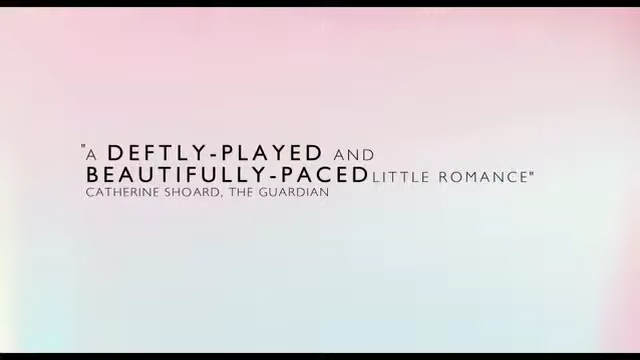 "A DEFTLY-PLAYED AND
BEAUTIFULLY-PACED LITTLE ROMANCE"
CATHERINE SHOARD, THE GUARDIAN